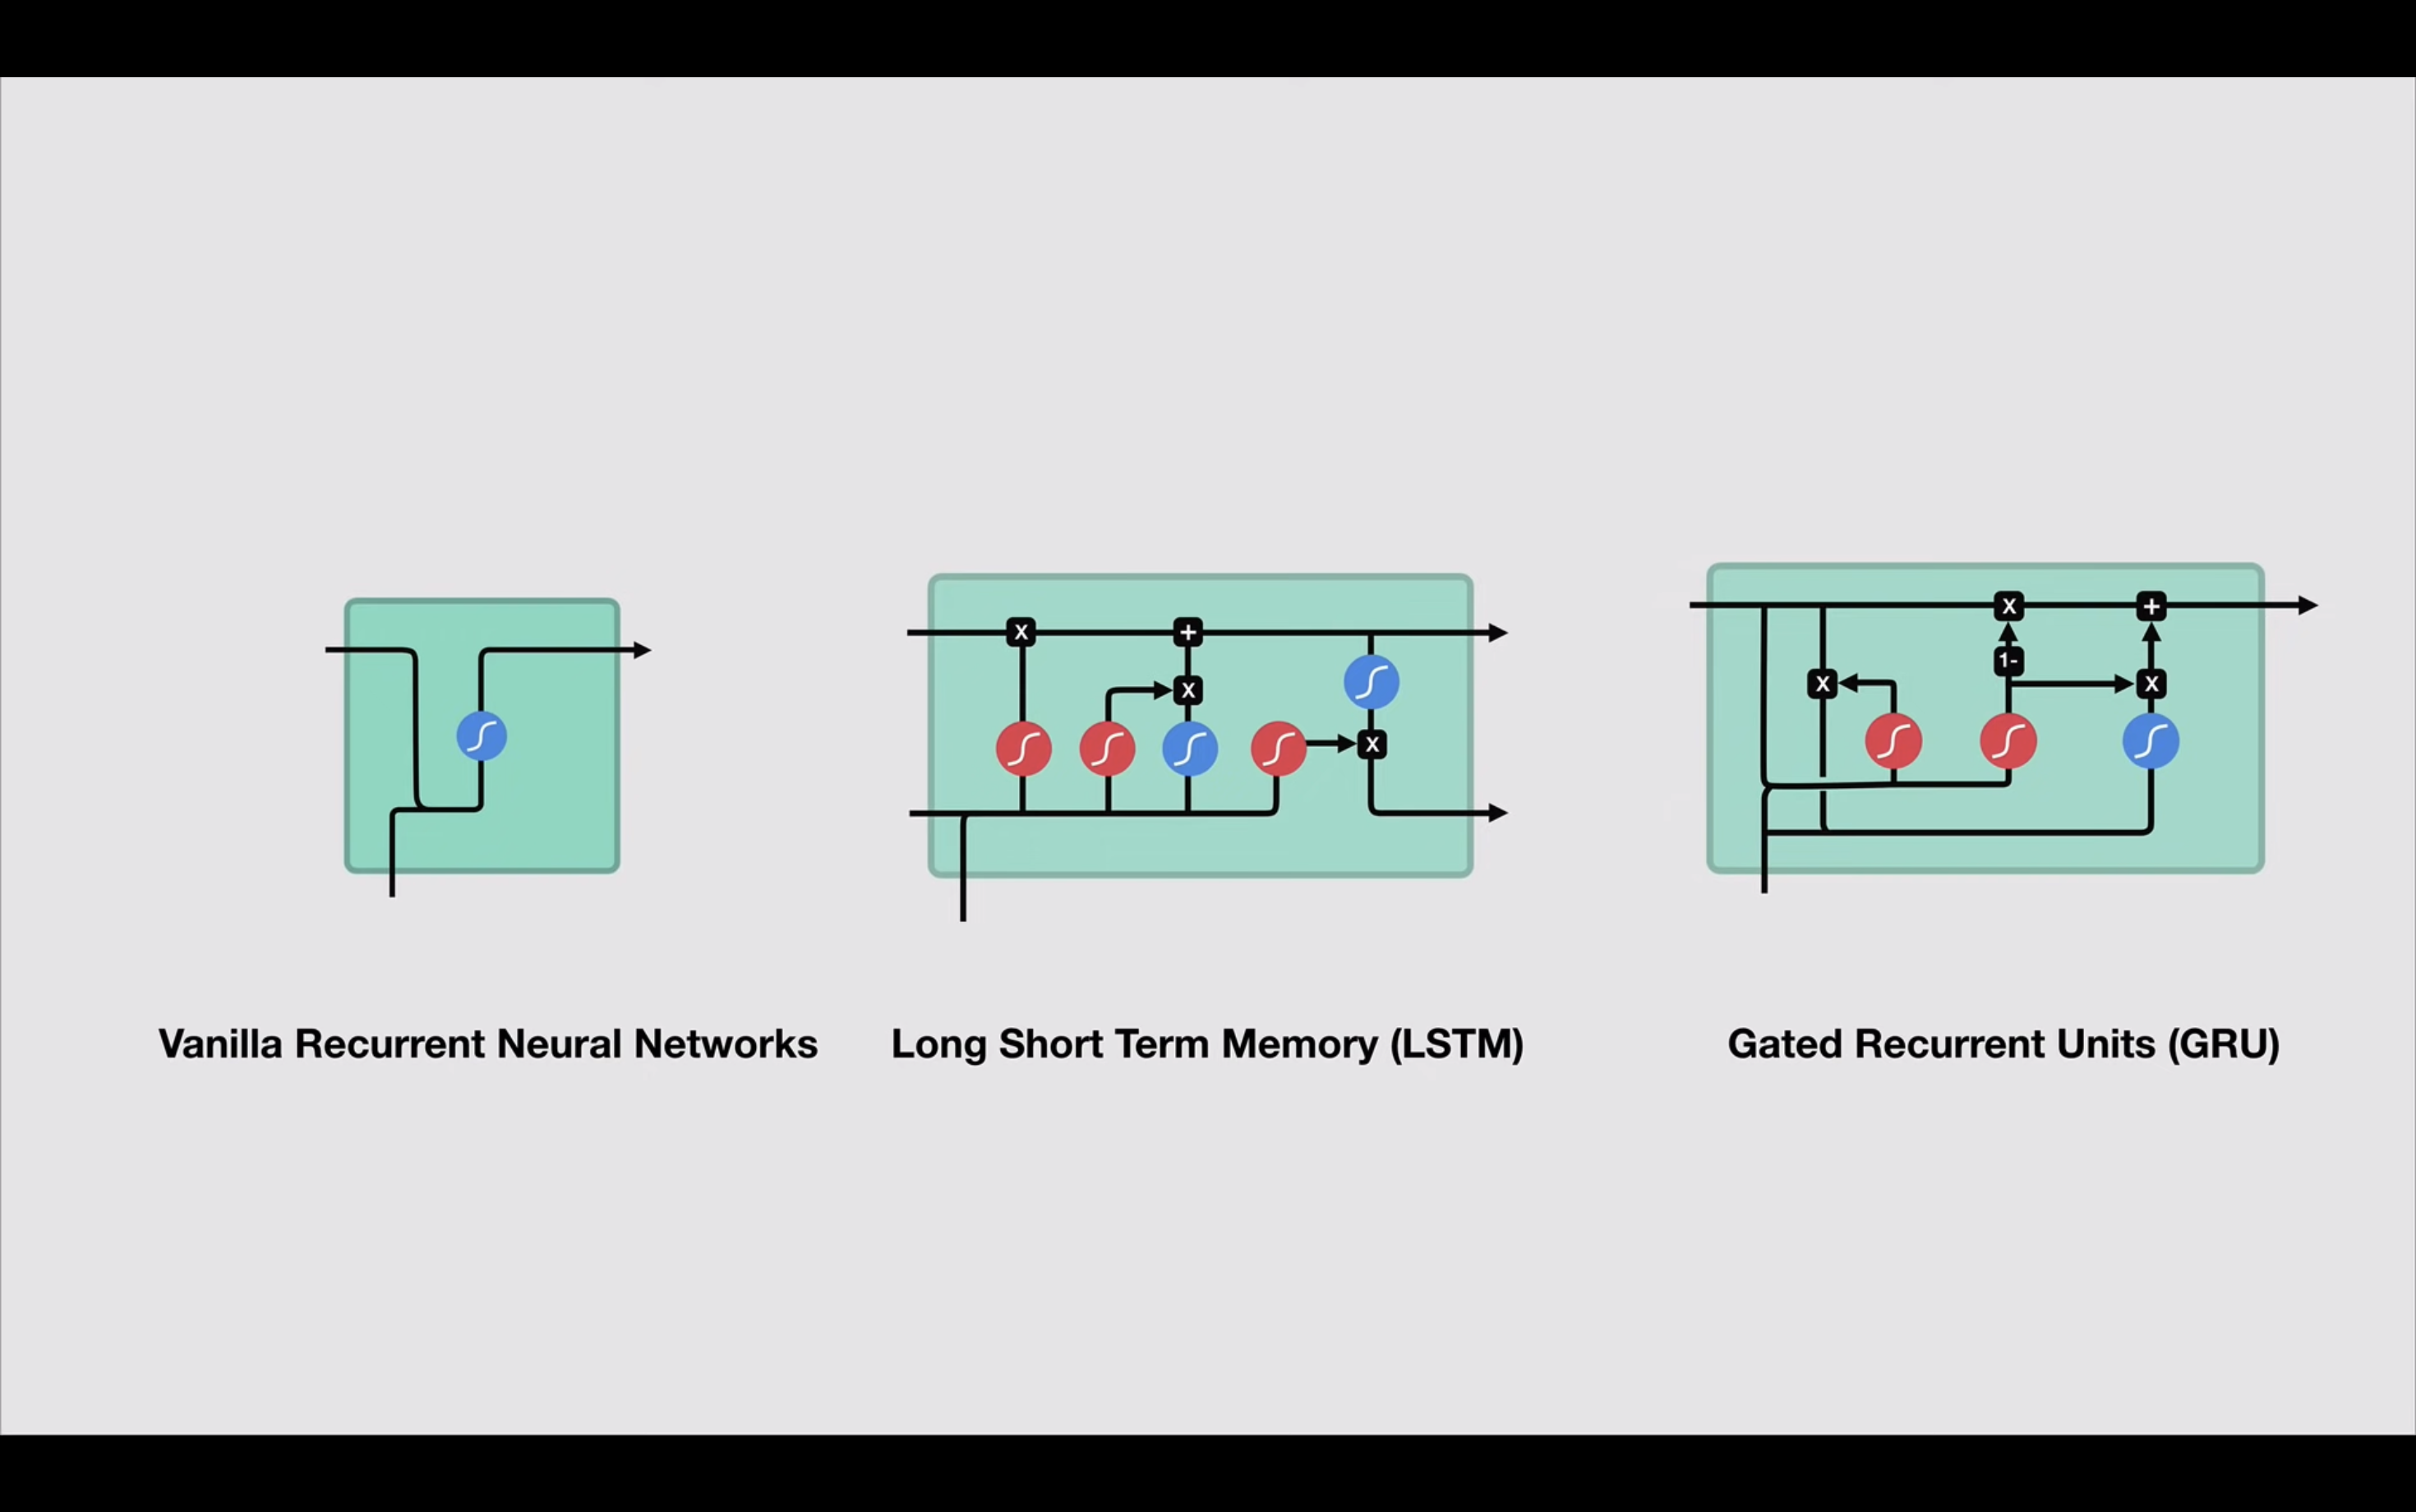 X
+
X
X
X
+
1-
X
X
Vanilla Recurrent Neural Networks
Long Short Term Memory (LSTM)
Gated Recurrent Units (GRU)